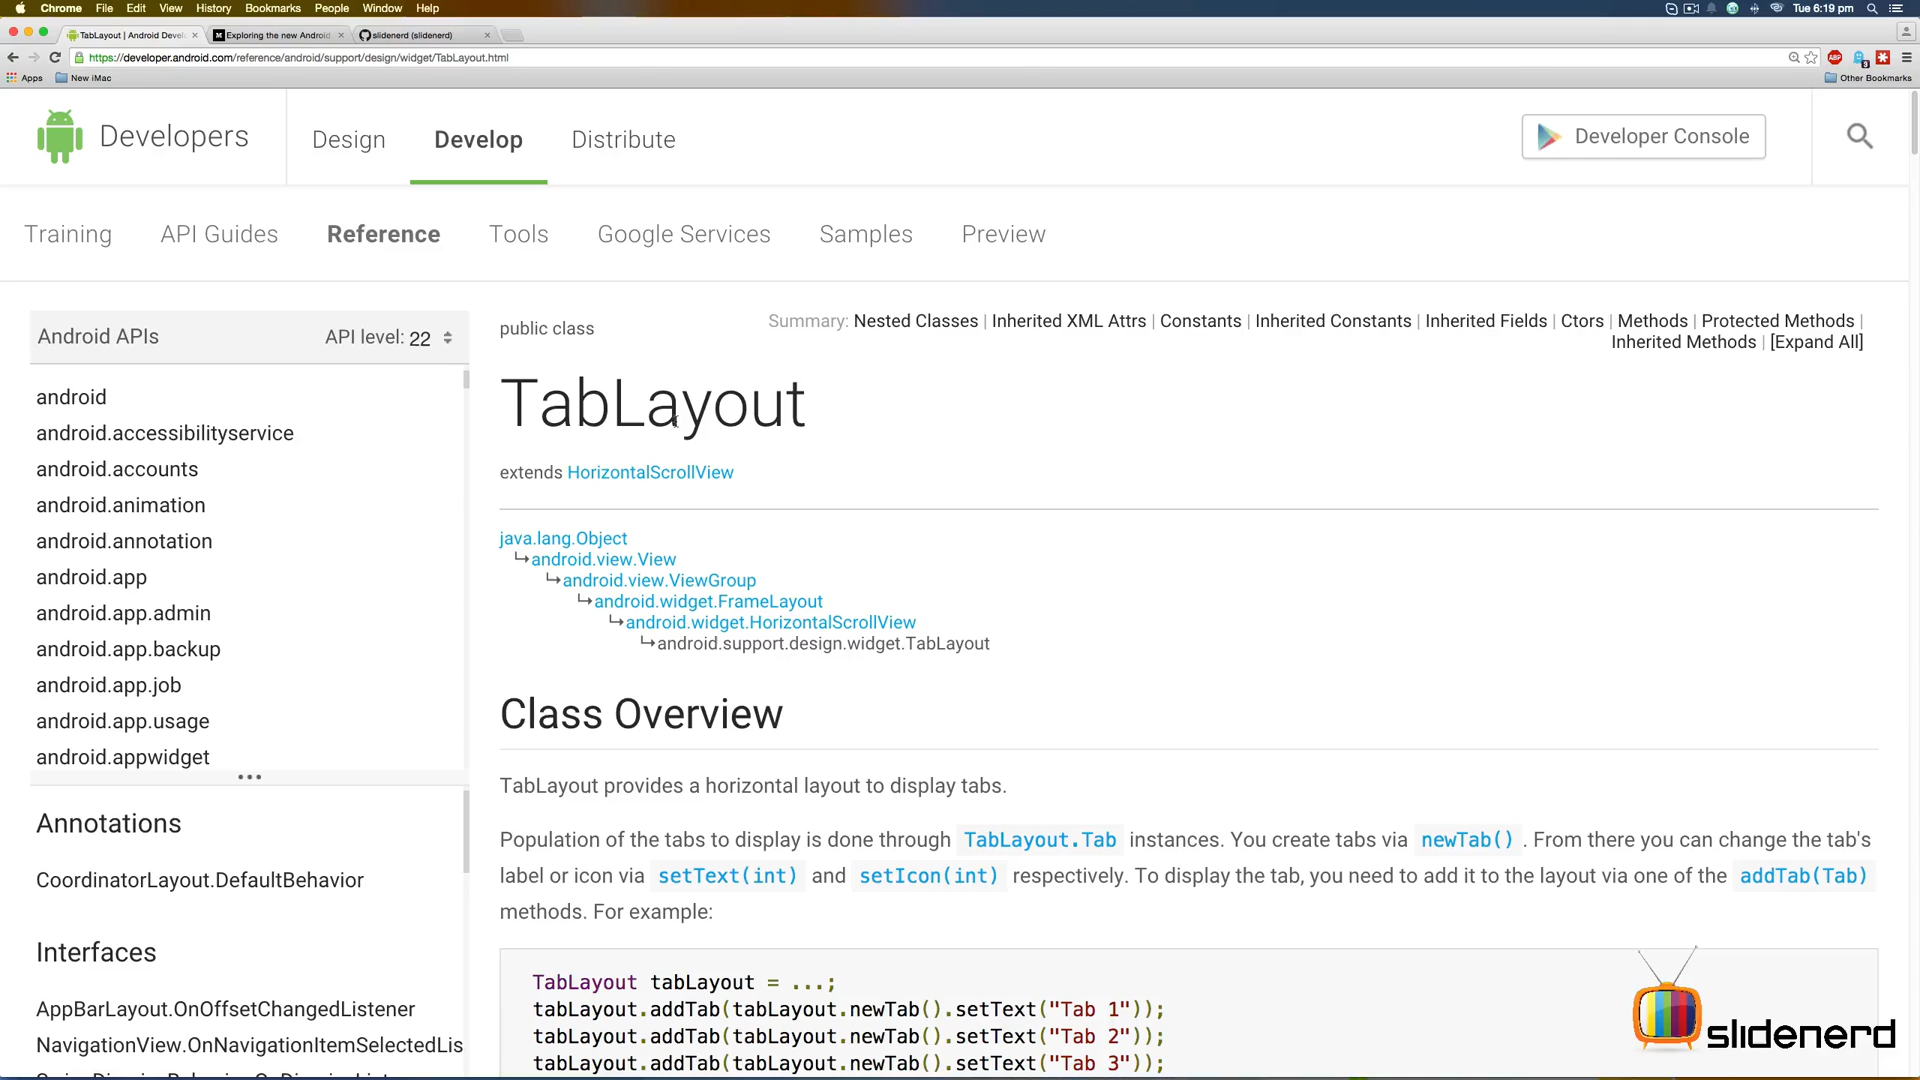 Chrome File Edit View History Bookmarks People Window Help Tue 6:19 pm
TabLayout | Android Devel Exploring the new Android slidenerd (slidenerd)
https://developer.android.com/reference/android/support/design/widget/TabLayout.html
Apps New iMac Other Bookmarks
Developers Design Develop Distribute Developer Console
Training API Guides Reference Tools Google Services Samples Preview
Android APIs API level: 22
android
android.accessibilityservice
android.accounts
android.animation
android.annotation
android.app
android.app.admin
android.app.backup
android.app.job
android.app.usage
android.appwidget
Annotations
CoordinatorLayout.DefaultBehavior
Interfaces
AppBarLayout.OnOffsetChangedListener
NavigationView.OnNavigationItemSelectedLis
public class
Summary: Nested Classes | Inherited XML Attrs | Constants | Inherited Constants | Inherited Fields | Ctors | Methods | Protected Methods |
Inherited Methods | [Expand All]
TabLayout
extends HorizontalScrollView
java.lang.Object
↳android.view.View
↳android.view.ViewGroup
↳android.widget.FrameLayout
↳android.widget.HorizontalScrollView
↳android.support.design.widget.TabLayout
Class Overview
TabLayout provides a horizontal layout to display tabs.
Population of the tabs to display is done through TabLayout.Tab instances. You create tabs via newTab() . From there you can change the tab's
label or icon via setText(int) and setIcon(int) respectively. To display the tab, you need to add it to the layout via one of the addTab(Tab)
methods. For example:
TabLayout tabLayout = ...;
tabLayout.addTab(tabLayout.newTab().setText("Tab 1"));
tabLayout.addTab(tabLayout.newTab().setText("Tab 2"));
tabLayout.addTab(tabLayout.newTab().setText("Tab 3"));
slidenerd